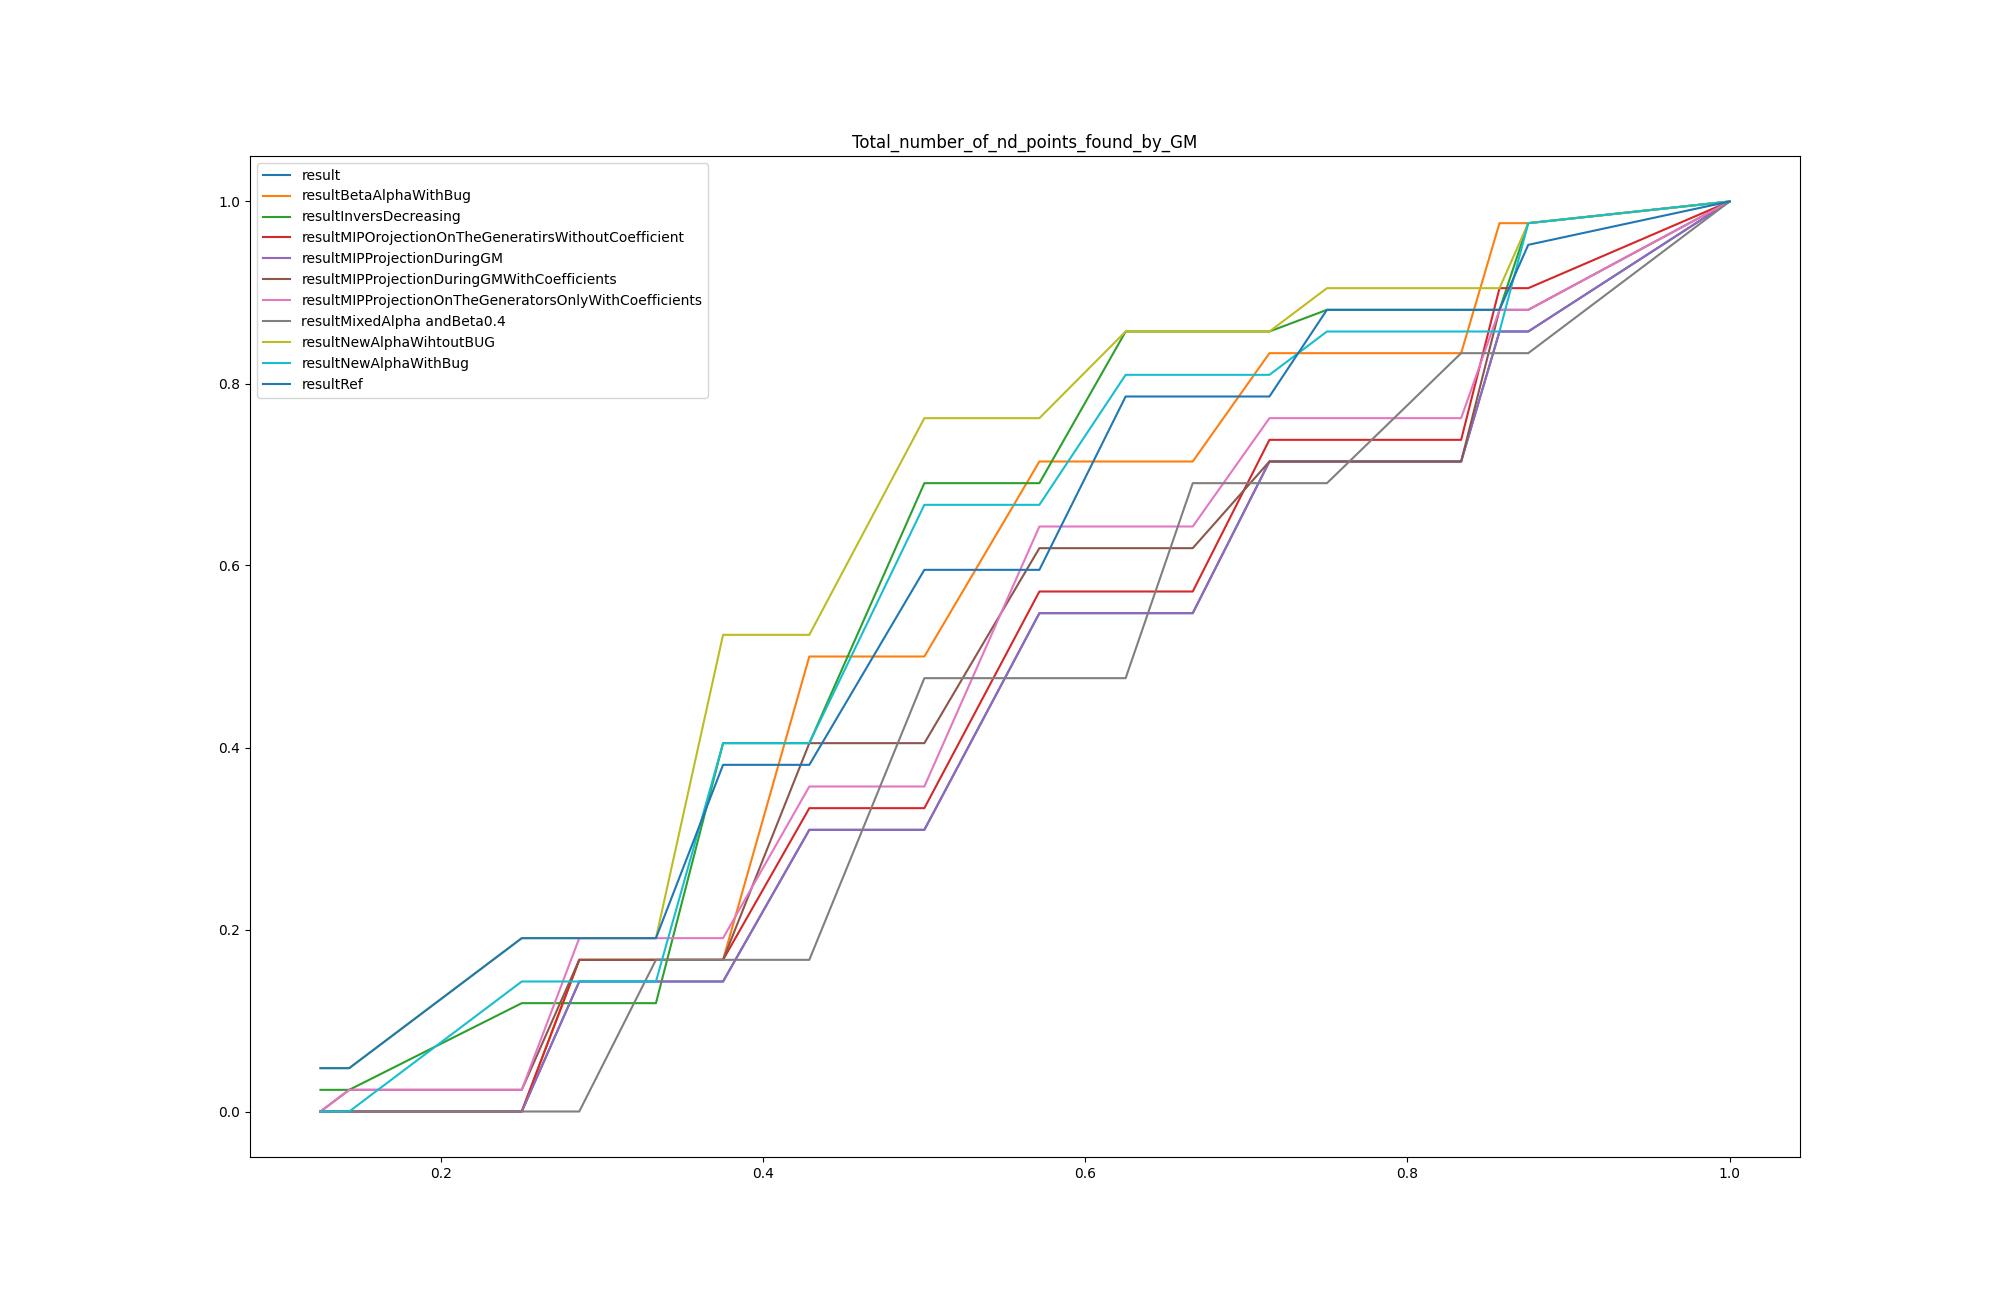 Total_number_of_nd_points_found_by_GM
result
resultBetaAlphaWithBug
resultInversDecreasing
resultMIPOrojectionOnTheGeneratirsWithoutCoefficient
resultMIPProjectionDuringGM
resultMIPProjectionDuringGMWithCoefficients
resultMIPProjectionOnTheGeneratorsOnlyWithCoefficients
resultMixedAlpha andBeta0.4
resultNewAlphaWihtoutBUG
resultNewAlphaWithBug
resultRef
1.0
0.8
0.6
0.4
0.2
0.0
0.2 0.4 0.6 0.8 1.0